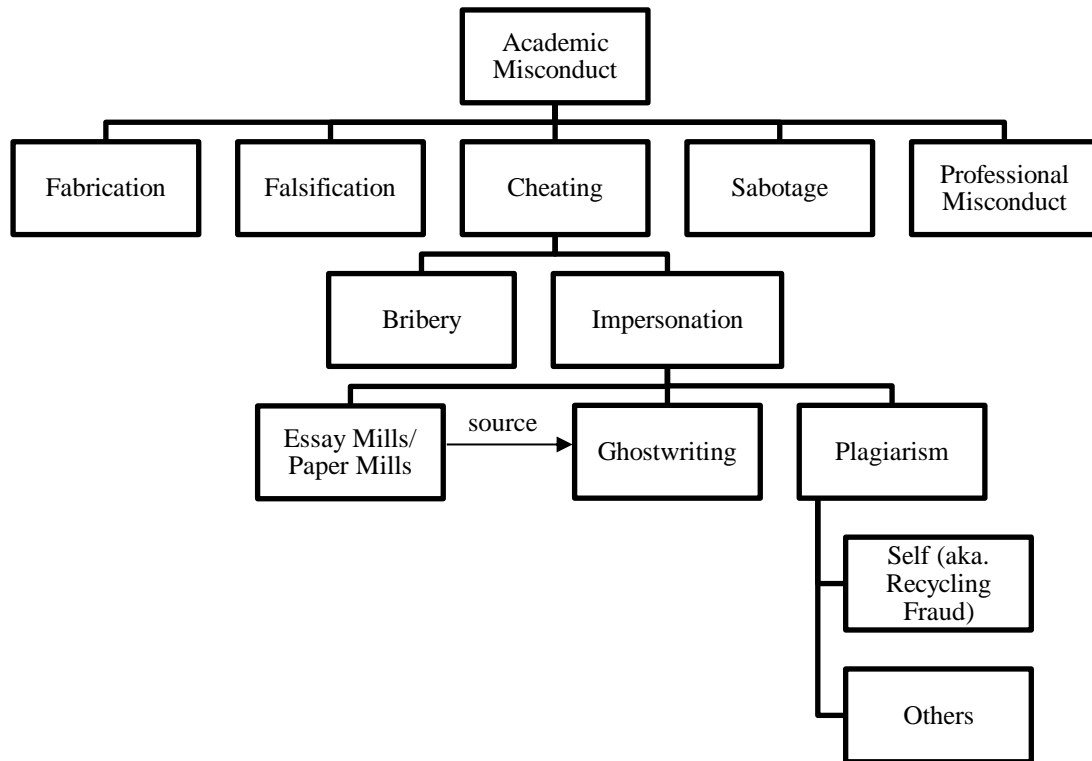 Academic
Misconduct
Fabrication
Falsification
Cheating
Sabotage
Professional
Misconduct
Bribery
Impersonation
Essay Mills/
Paper Mills
source
Ghostwriting
Plagiarism
Self (aka.
Recycling
Fraud)
Others